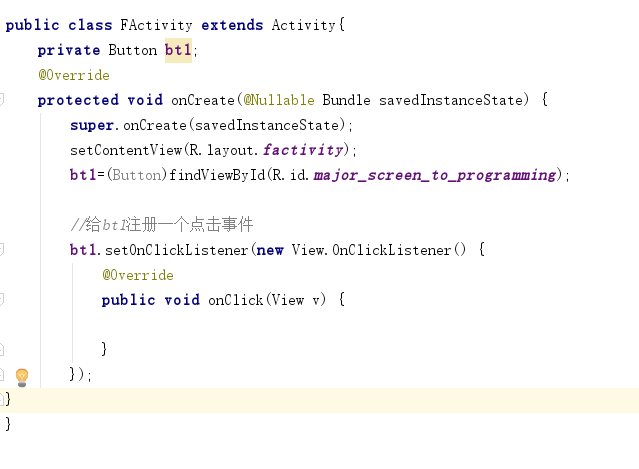 public class FActivity extends Activity{
    private Button bt1;
    @Override
    protected void onCreate(@Nullable Bundle savedInstanceState) {
        super.onCreate(savedInstanceState);
        setContentView(R.layout.factivity);
        bt1=(Button)findViewById(R.id.major_screen_to_programming);
        //给bt1注册一个点击事件
        bt1.setOnClickListener(new View.OnClickListener() {
            @Override
            public void onClick(View v) {
            }
        });
}
}